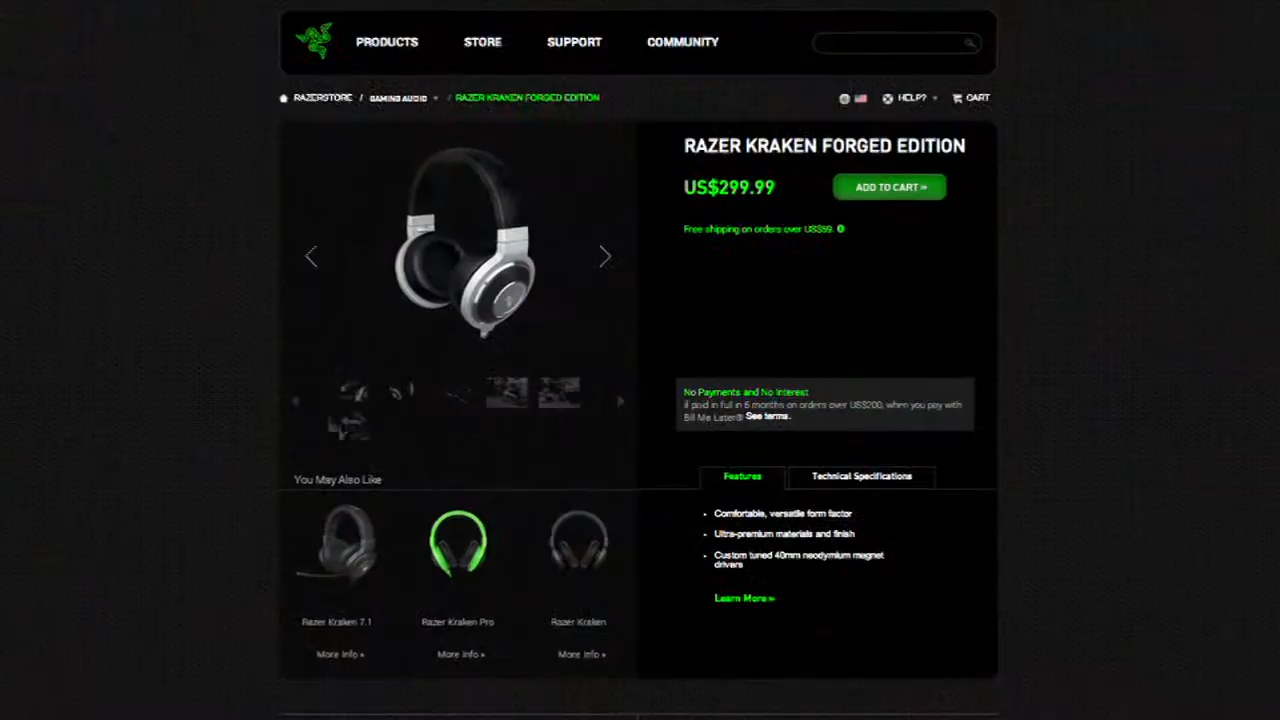 PRODUCTS STORE SUPPORT COMMUNITY
RAZERSTORE / GAMING AUDIO / RAZER KRAKEN FORGED EDITION HELP? CART
RAZER KRAKEN FORGED EDITION
US$299.99 ADD TO CART »
Free shipping on orders over US$99.
No Payments and No Interest
if paid in full in 6 months on orders over US$200, when you pay with
Bill Me Later® See terms.
You May Also Like
Features Technical Specifications
• Comfortable, versatile form factor
• Ultra-premium materials and finish
• Custom tuned 40mm neodymium magnet
drivers
Learn More »
Razer Kraken 7.1 Razer Kraken Pro Razer Kraken
More Info » More Info » More Info »